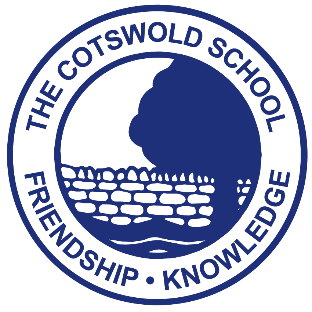 THE COTSWOLD SCHOOL
FRIENDSHIP • KNOWLEDGE